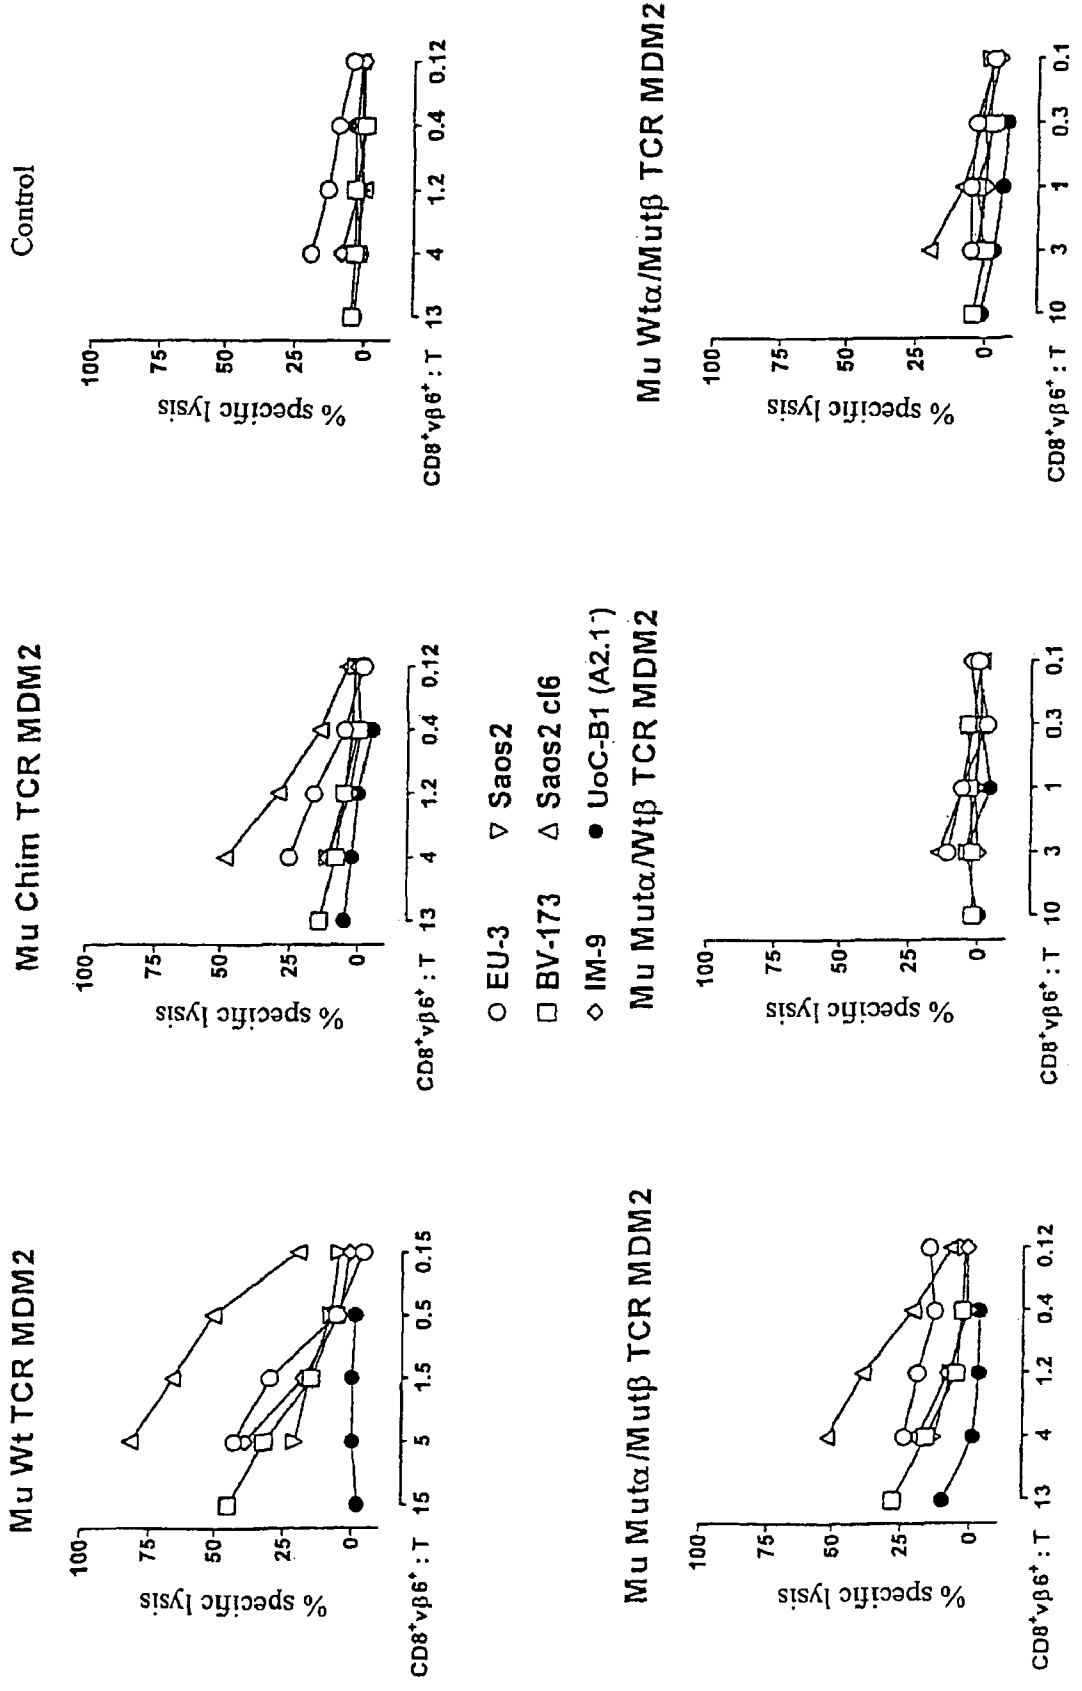 Mu Wt TCR MDM2
100
75
50
25
0
% specific lysis
CD8⁺vβ6⁺ : T
15
5
1.5
0.5
0.15
Mu Chim TCR MDM2
100
75
50
25
0
% specific lysis
CD8⁺vβ6⁺ : T
13
4
1.2
0.4
0.12
Control
100
75
50
25
0
% specific lysis
CD8⁺vβ6⁺ : T
13
4
1.2
0.4
0.12
EU-3
Saos2
BV-173
Saos2 cl6
IM-9
UoC-B1 (A2.1⁻)
Mu Mutα/Mutβ TCR MDM2
100
75
50
25
0
% specific lysis
CD8⁺vβ6⁺ : T
13
4
1.2
0.4
0.12
Mu Mutα/Wtβ TCR MDM2
100
75
50
25
0
% specific lysis
CD8⁺vβ6⁺ : T
10
3
1
0.3
0.1
Mu Wtα/Mutβ TCR MDM2
100
75
50
25
0
% specific lysis
CD8⁺vβ6⁺ : T
10
3
1
0.3
0.1